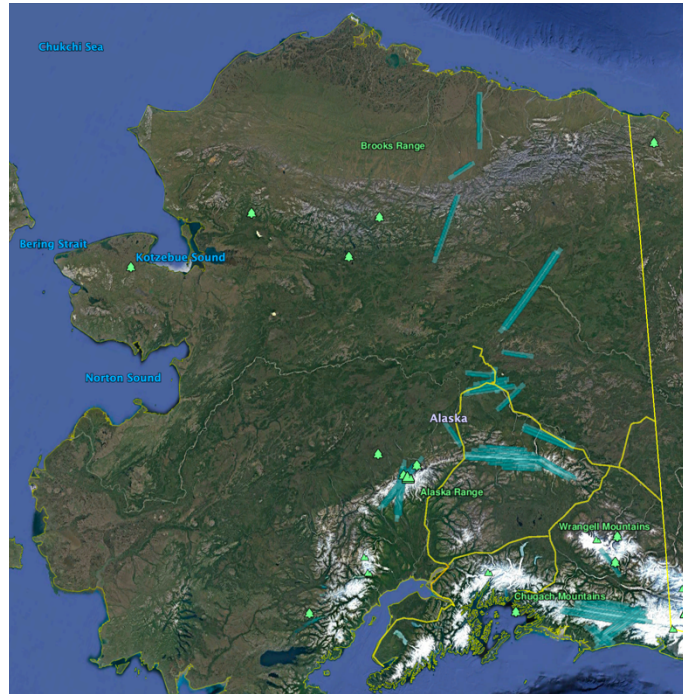 Chukchi Sea
Brooks Range
Bering Strait
Kotzebue Sound
Norton Sound
Alaska
Alaska Range
Wrangell Mountains
Chugach Mountains